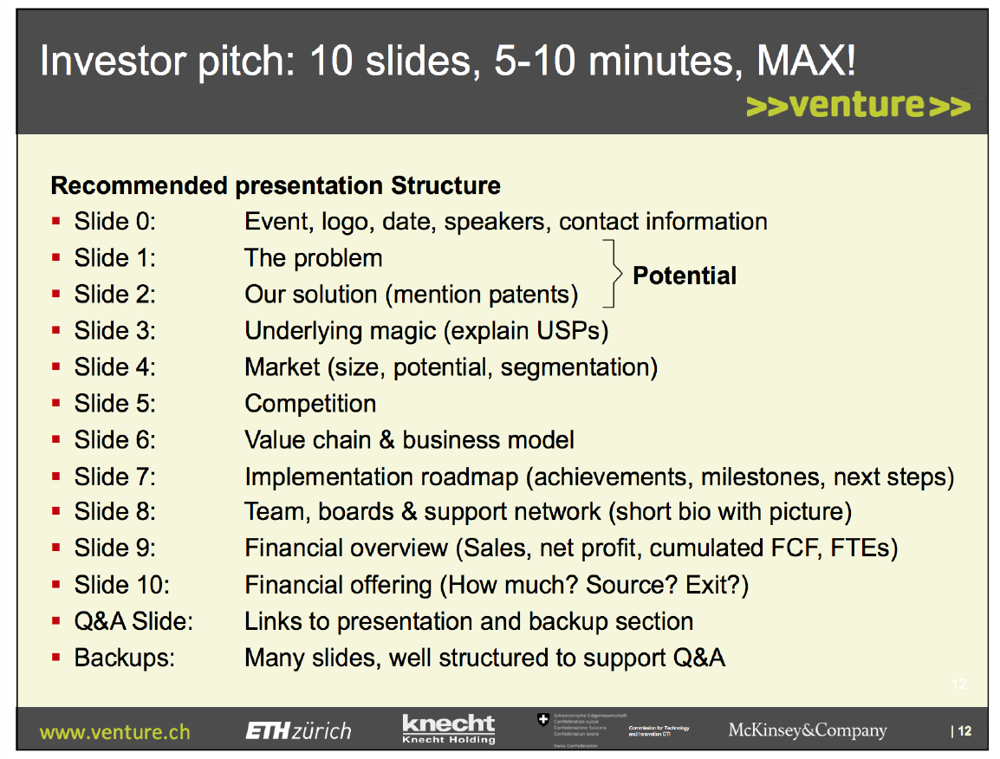 Investor pitch: 10 slides, 5-10 minutes, MAX!
>>venture>>
Recommended presentation Structure
Slide 0: Event, logo, date, speakers, contact information
Slide 1: The problem
Potential
Slide 2: Our solution (mention patents)
Slide 3: Underlying magic (explain USPs)
Slide 4: Market (size, potential, segmentation)
Slide 5: Competition
Slide 6: Value chain & business model
Slide 7: Implementation roadmap (achievements, milestones, next steps)
Slide 8: Team, boards & support network (short bio with picture)
Slide 9: Financial overview (Sales, net profit, cumulated FCF, FTEs)
Slide 10: Financial offering (How much? Source? Exit?)
Q&A Slide: Links to presentation and backup section
Backups: Many slides, well structured to support Q&A
12
www.venture.ch
ETH zürich
knecht
Knecht Holding
Schweizerische Eidgenossenschaft
Confédération suisse
Confederazione Svizzera
Confederaziun svizra
Swiss Confederation
Commission for Technology
and Innovation CTI
McKinsey&Company
| 12